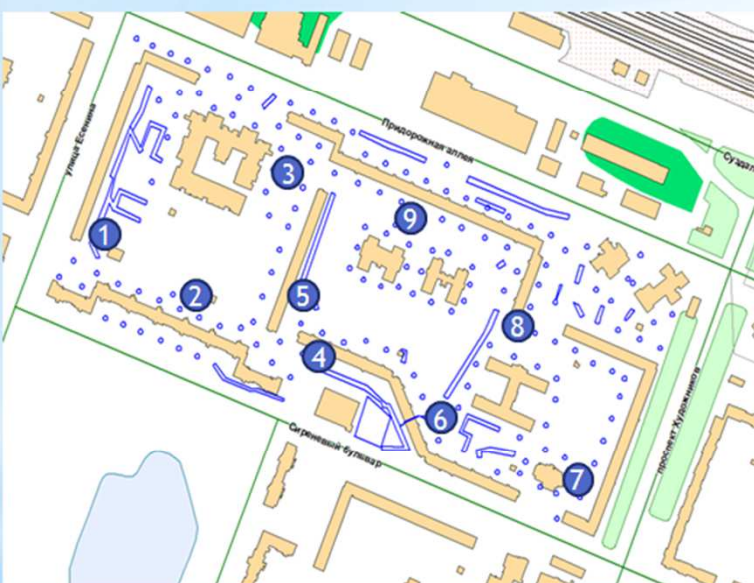 Придорожная аллея
Суздал
улица Есенина
3
9
1
2
5
8
4
6
Сиреневый бульвар
проспект Художников
7